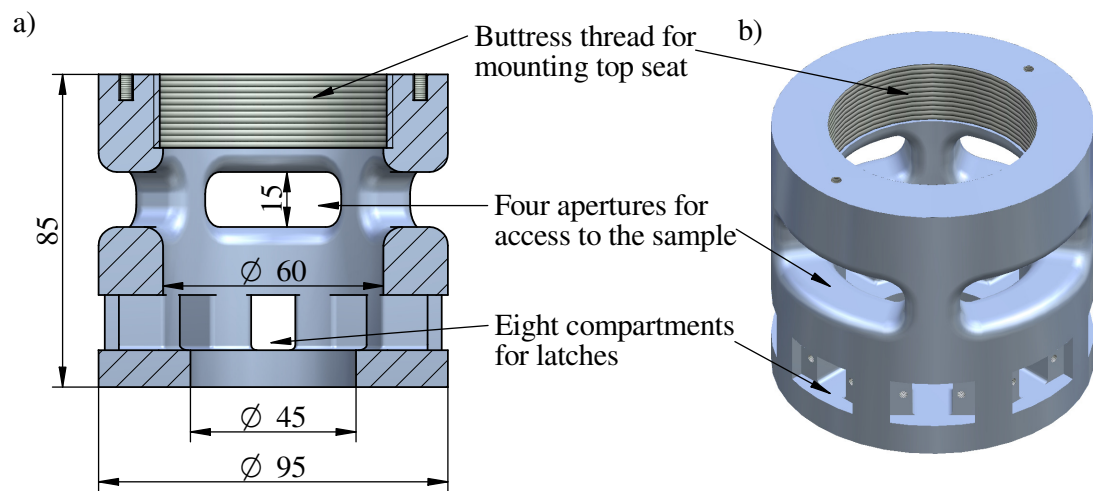 a)
Buttress thread for
mounting top seat
b)
85
15
Four apertures for
access to the sample
∅ 60
Eight compartments
for latches
∅ 45
∅ 95